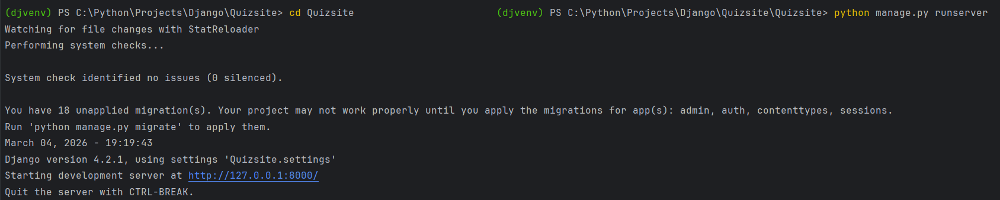 (djvenv) PS C:\Python\Projects\Django\Quizsite> cd Quizsite (djvenv) PS C:\Python\Projects\Django\Quizsite\Quizsite> python manage.py runserver
Watching for file changes with StatReloader
Performing system checks...
System check identified no issues (0 silenced).
You have 18 unapplied migration(s). Your project may not work properly until you apply the migrations for app(s): admin, auth, contenttypes, sessions.
Run 'python manage.py migrate' to apply them.
March 04, 2026 - 19:19:43
Django version 4.2.1, using settings 'Quizsite.settings'
Starting development server at http://127.0.0.1:8000/
Quit the server with CTRL-BREAK.